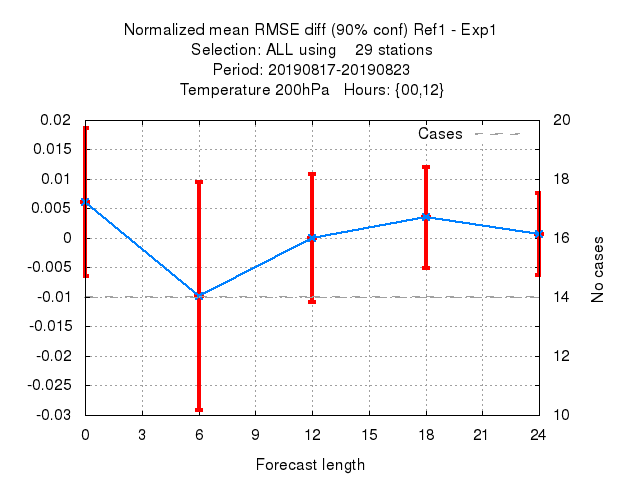 Normalized mean RMSE diff (90% conf) Ref1 - Exp1
Selection: ALL using    29 stations
Period: 20190817-20190823
Temperature 200hPa   Hours: {00,12}
Cases
0.02
0.015
0.01
0.005
0
-0.005
-0.01
-0.015
-0.02
-0.025
-0.03
20
18
16
14
12
10
No cases
0 3 6 9 12 15 18 21 24
Forecast length